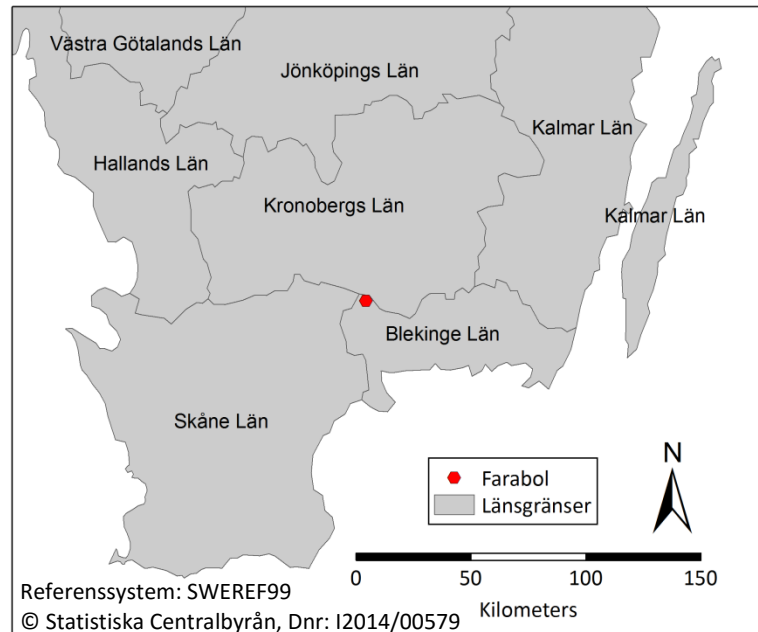 Västra Götalands Län
Jönköpings Län
Kalmar Län
Hallands Län
Kronobergs Län
Kalmar Län
Blekinge Län
Skåne Län
N
Farabol
Länsgränser
0 50 100 150
Kilometers
Referenssystem: SWEREF99
© Statistiska Centralbyrån, Dnr: I2014/00579